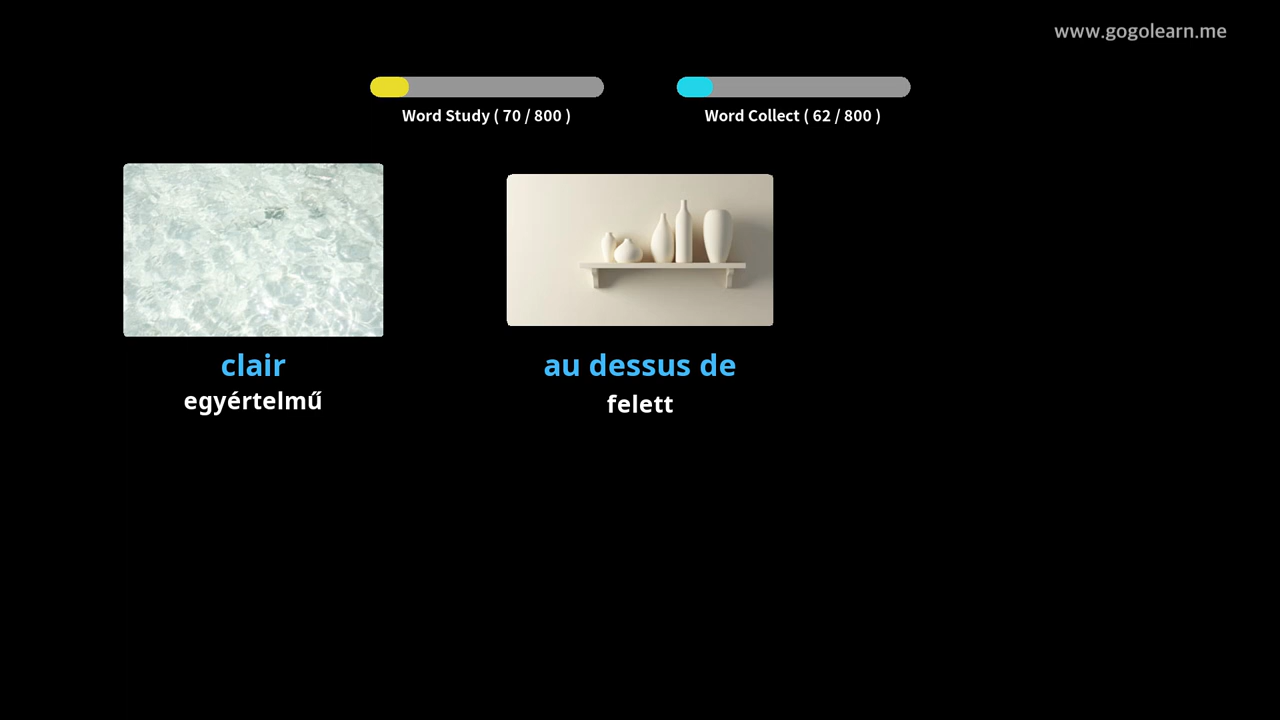 www.gogolearn.me
Word Study ( 70 / 800 )
Word Collect ( 62 / 800 )
clair
egyértelmű
au dessus de
felett